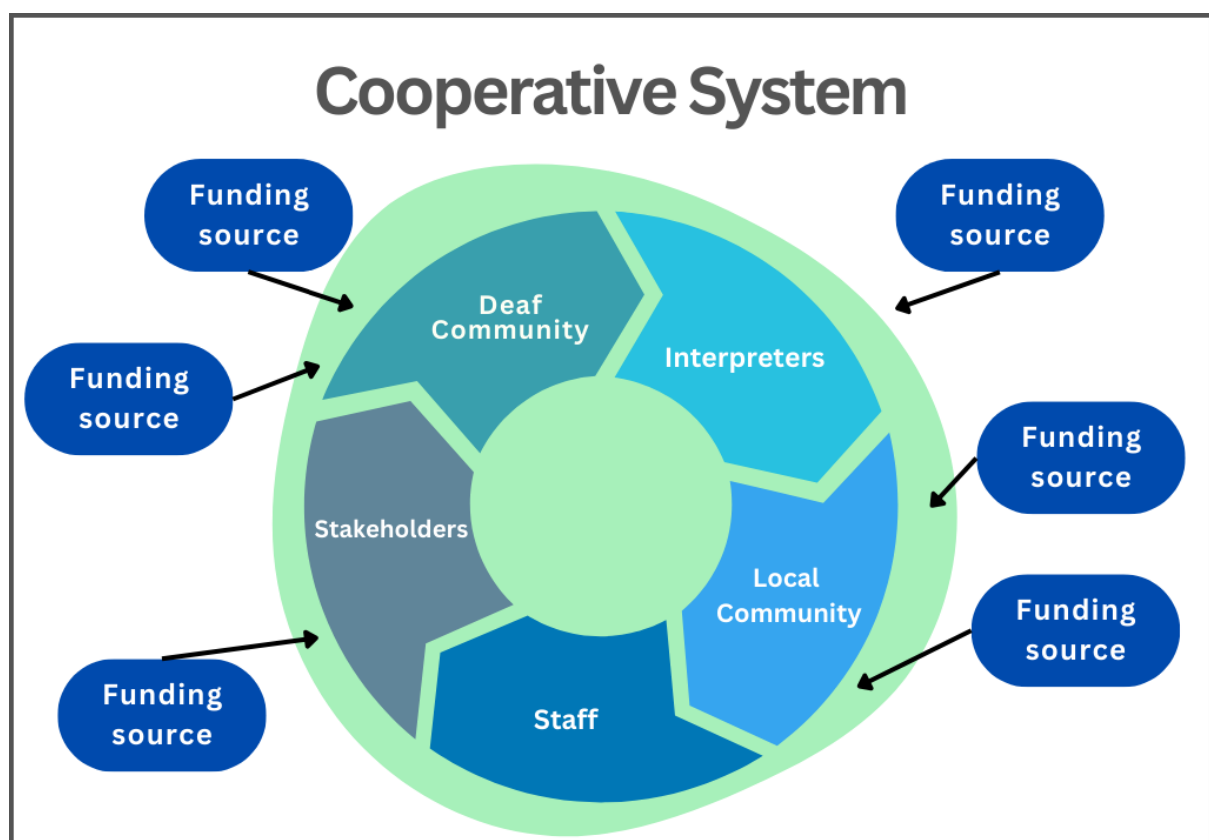 Cooperative System
Funding
source
Funding
source
Deaf
Community
Interpreters
Funding
source
Funding
source
Stakeholders
Local
Community
Funding
source
Funding
source
Staff